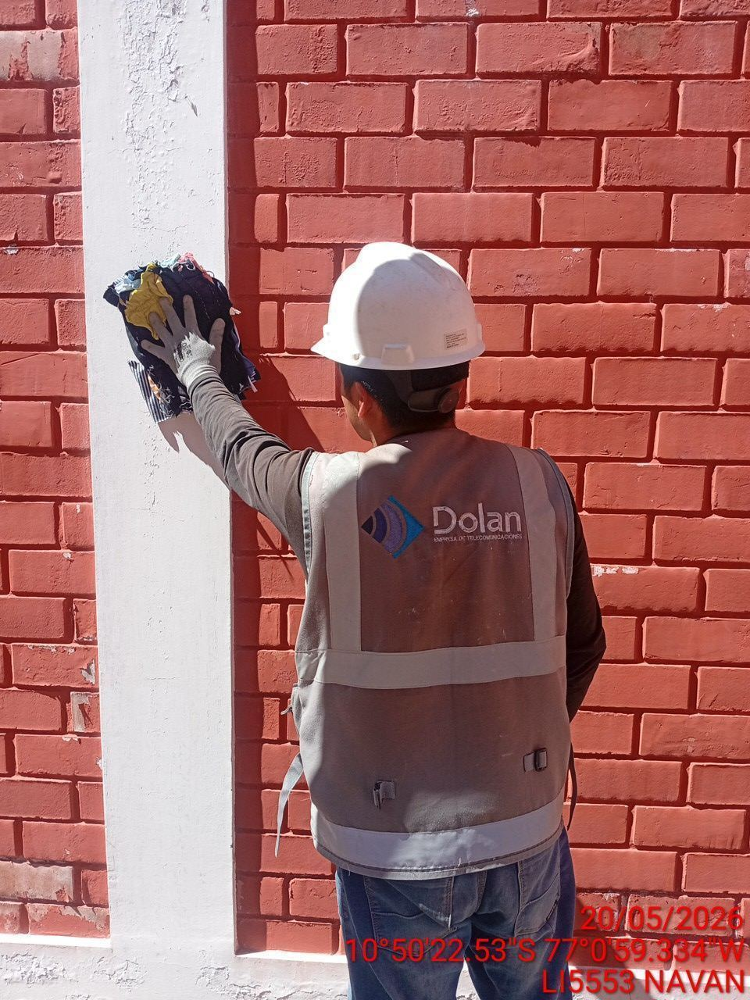 Dolan
EMPRESA DE TELECOMUNICACIONES
20/05/2026
10°50'22.53"S 77°0'59.334"W
LI5553 NAVAN